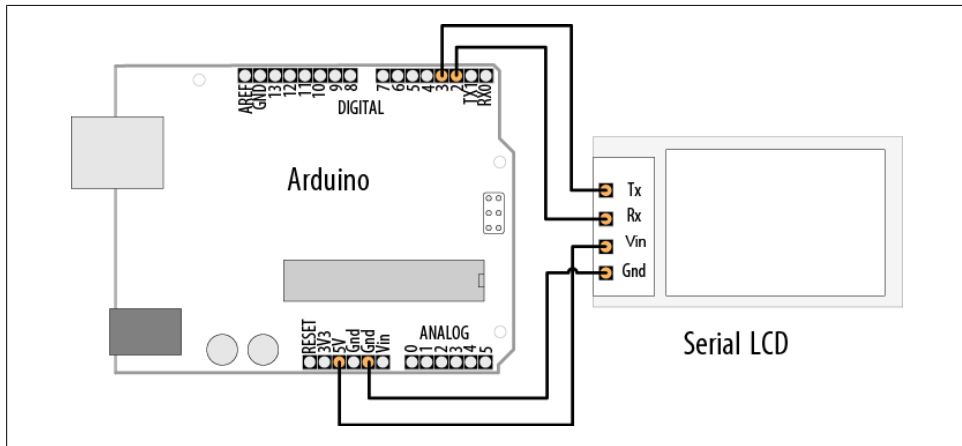 AREF
GND
13
12
11
10
9
8
7
6
5
4
3
2
TX1
RX0
DIGITAL
Arduino
Tx
Rx
Vin
Gnd
Serial LCD
RESET
3V3
5V
Gnd
Gnd
Vin
ANALOG
0
1
2
3
4
5